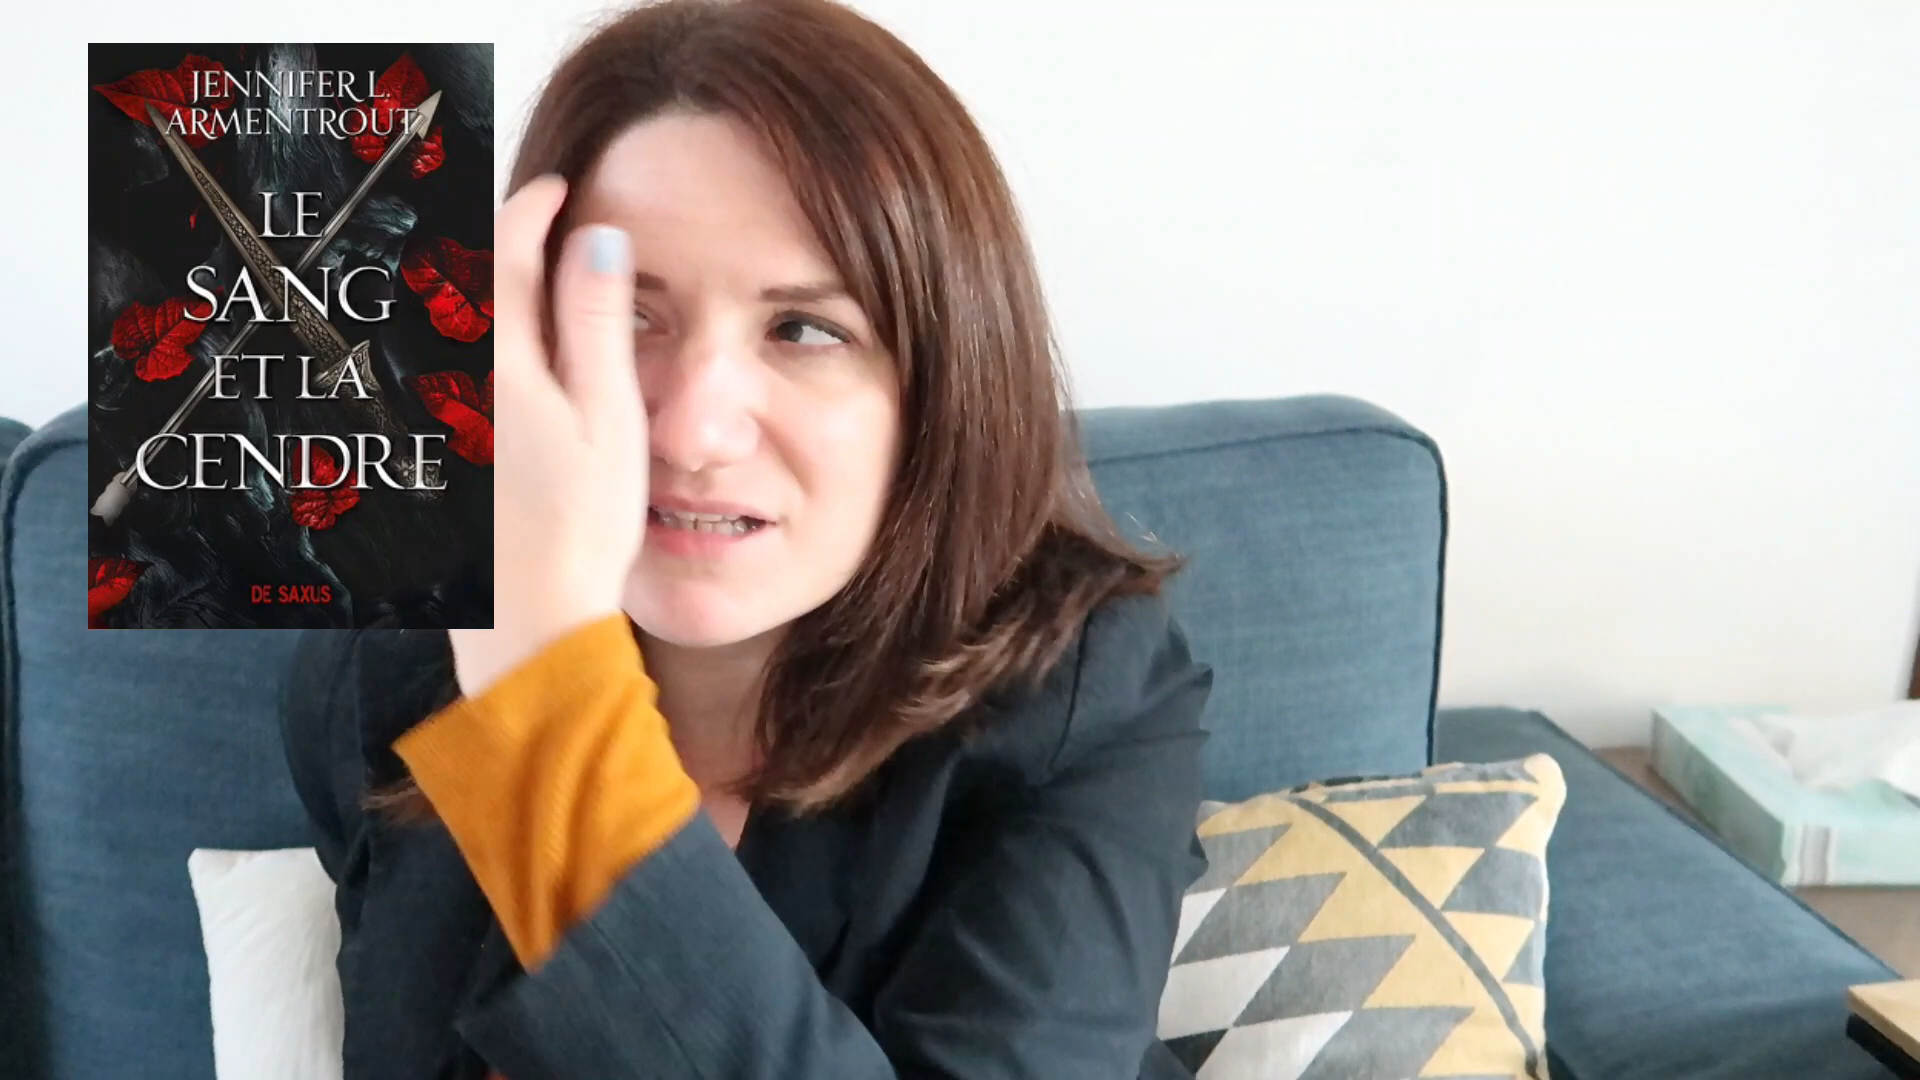 JENNIFER L.
ARMENTROUT
LE
SANG
ET LA
CENDRE
DE SAXUS